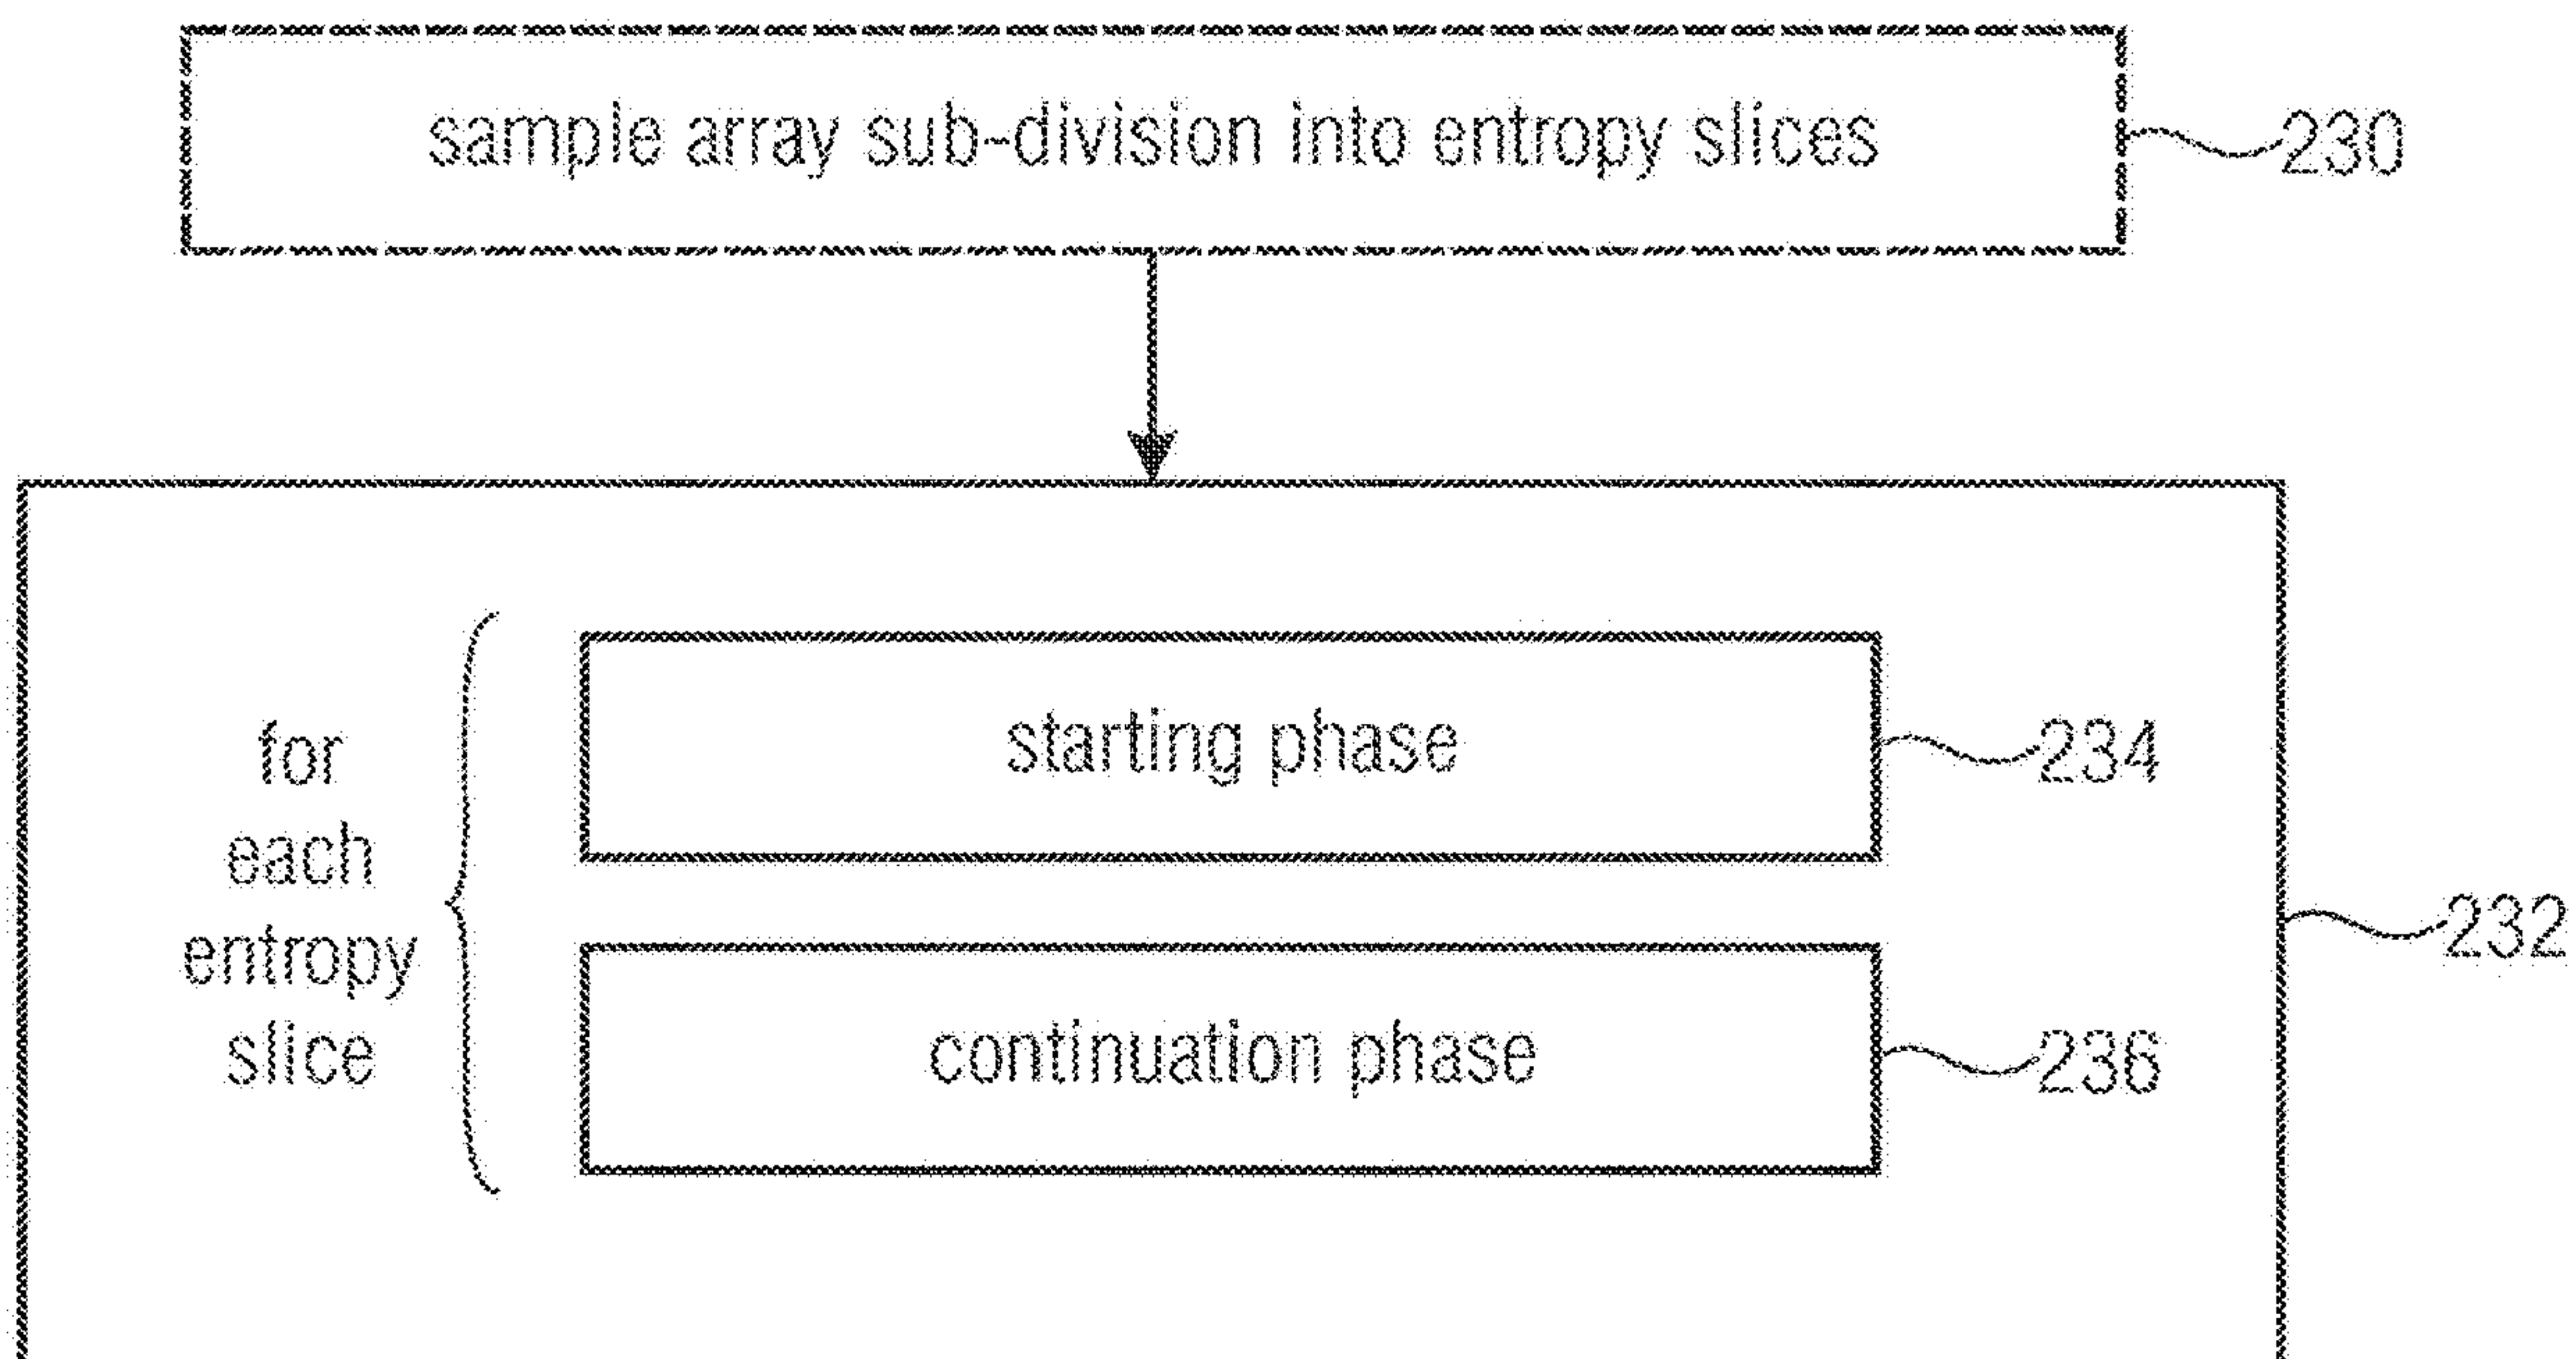 sample array sub-division into entropy slices
230
for
each
entropy
slice
starting phase
234
continuation phase
236
232